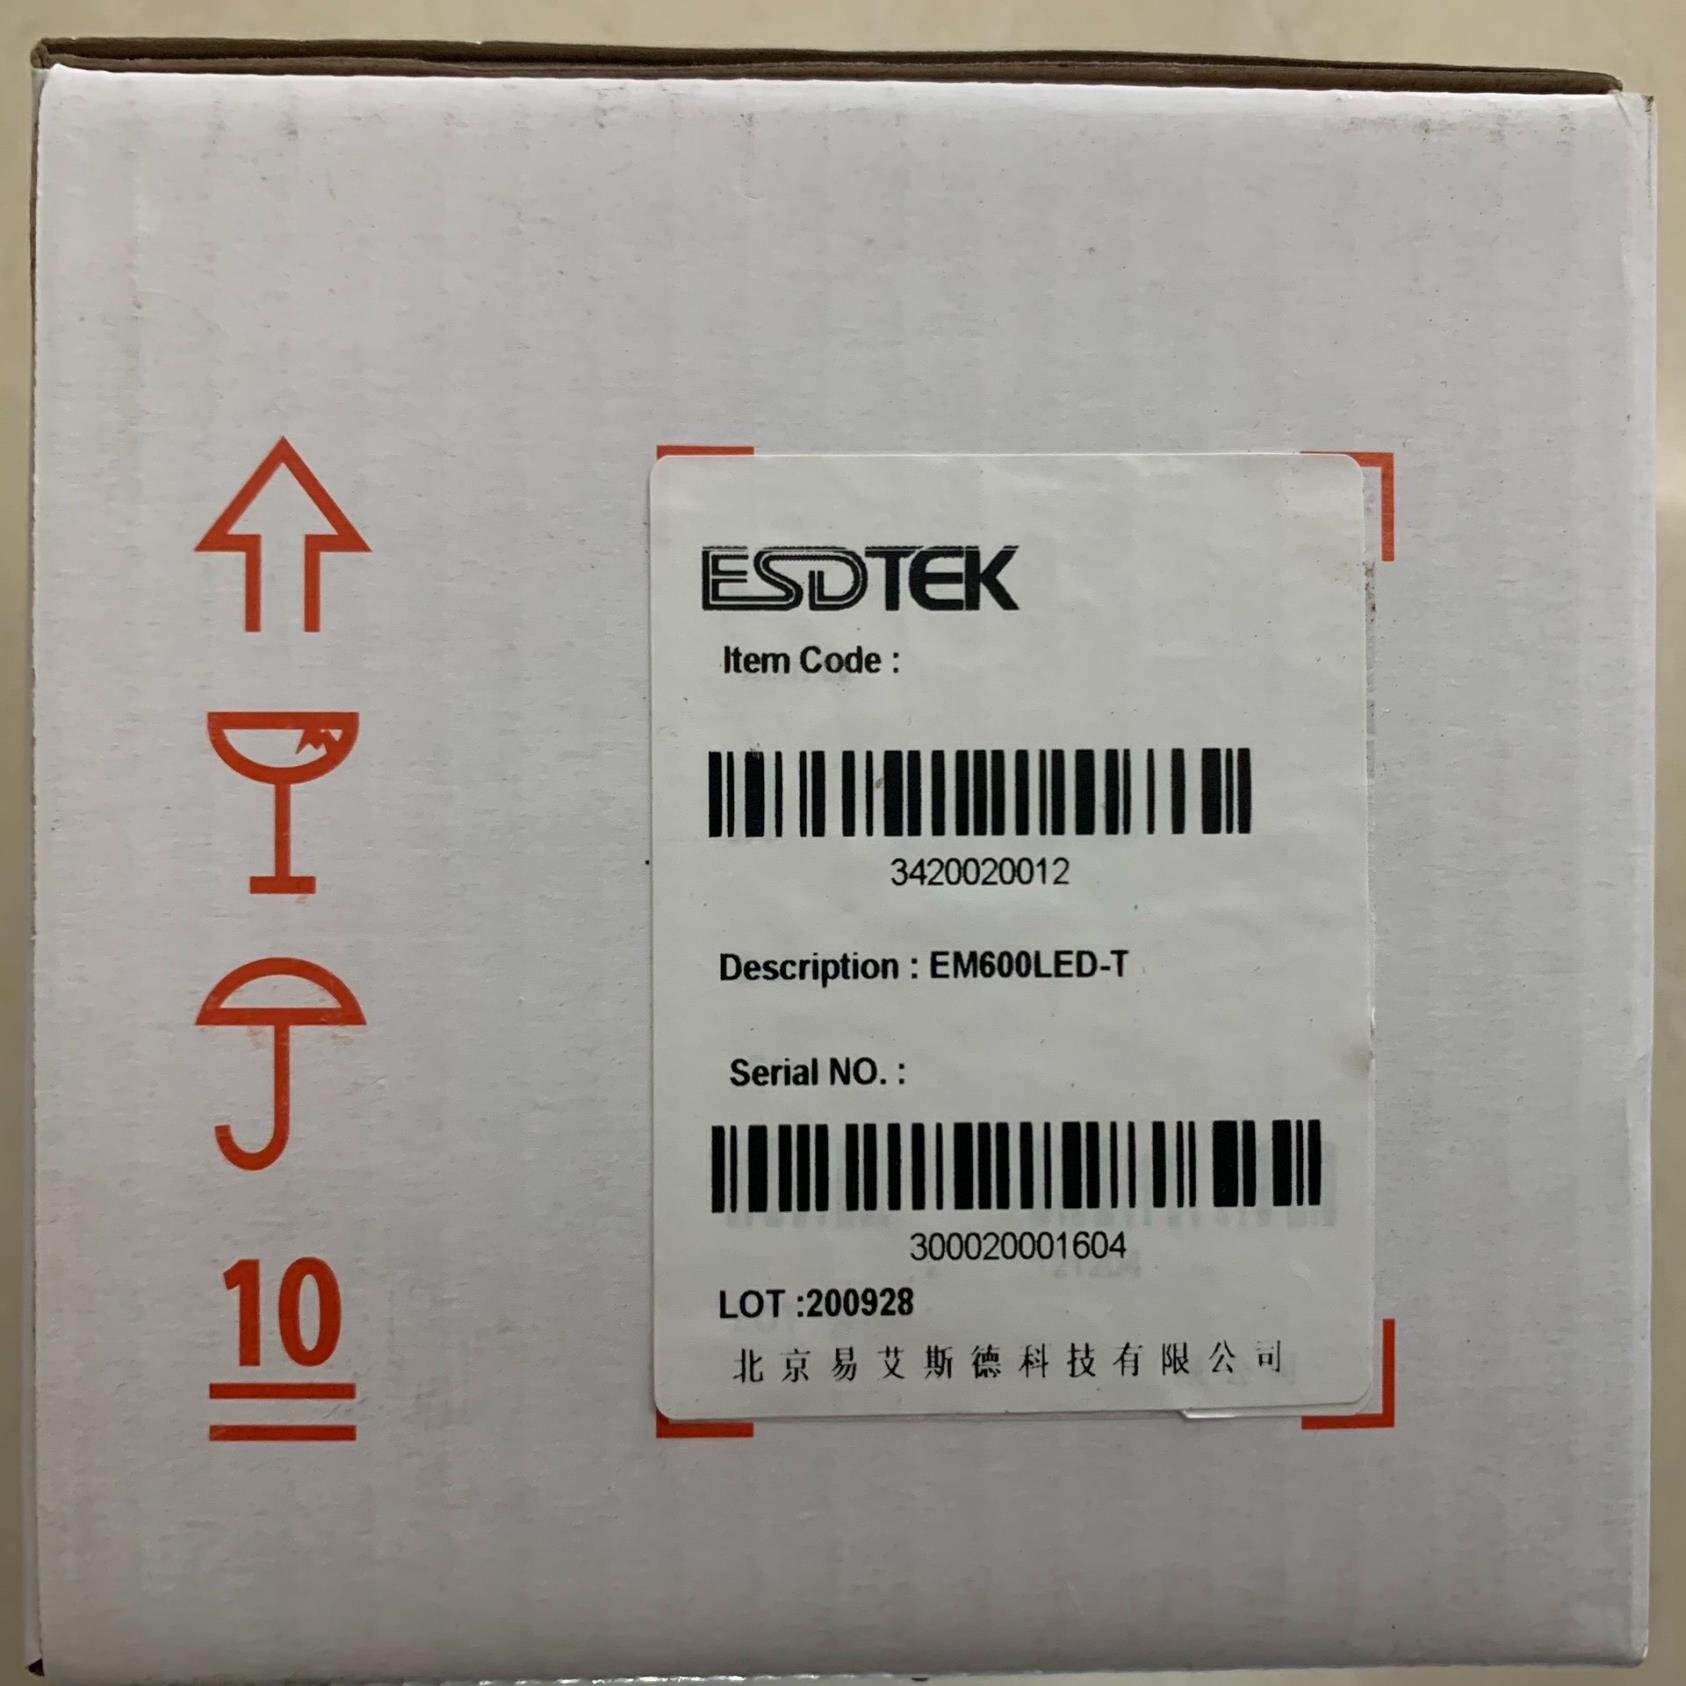 ESDTEK
Item Code :
3420020012
Description : EM600LED-T
Serial NO. :
300020001604
LOT :200928
北京易艾斯德科技有限公司
10